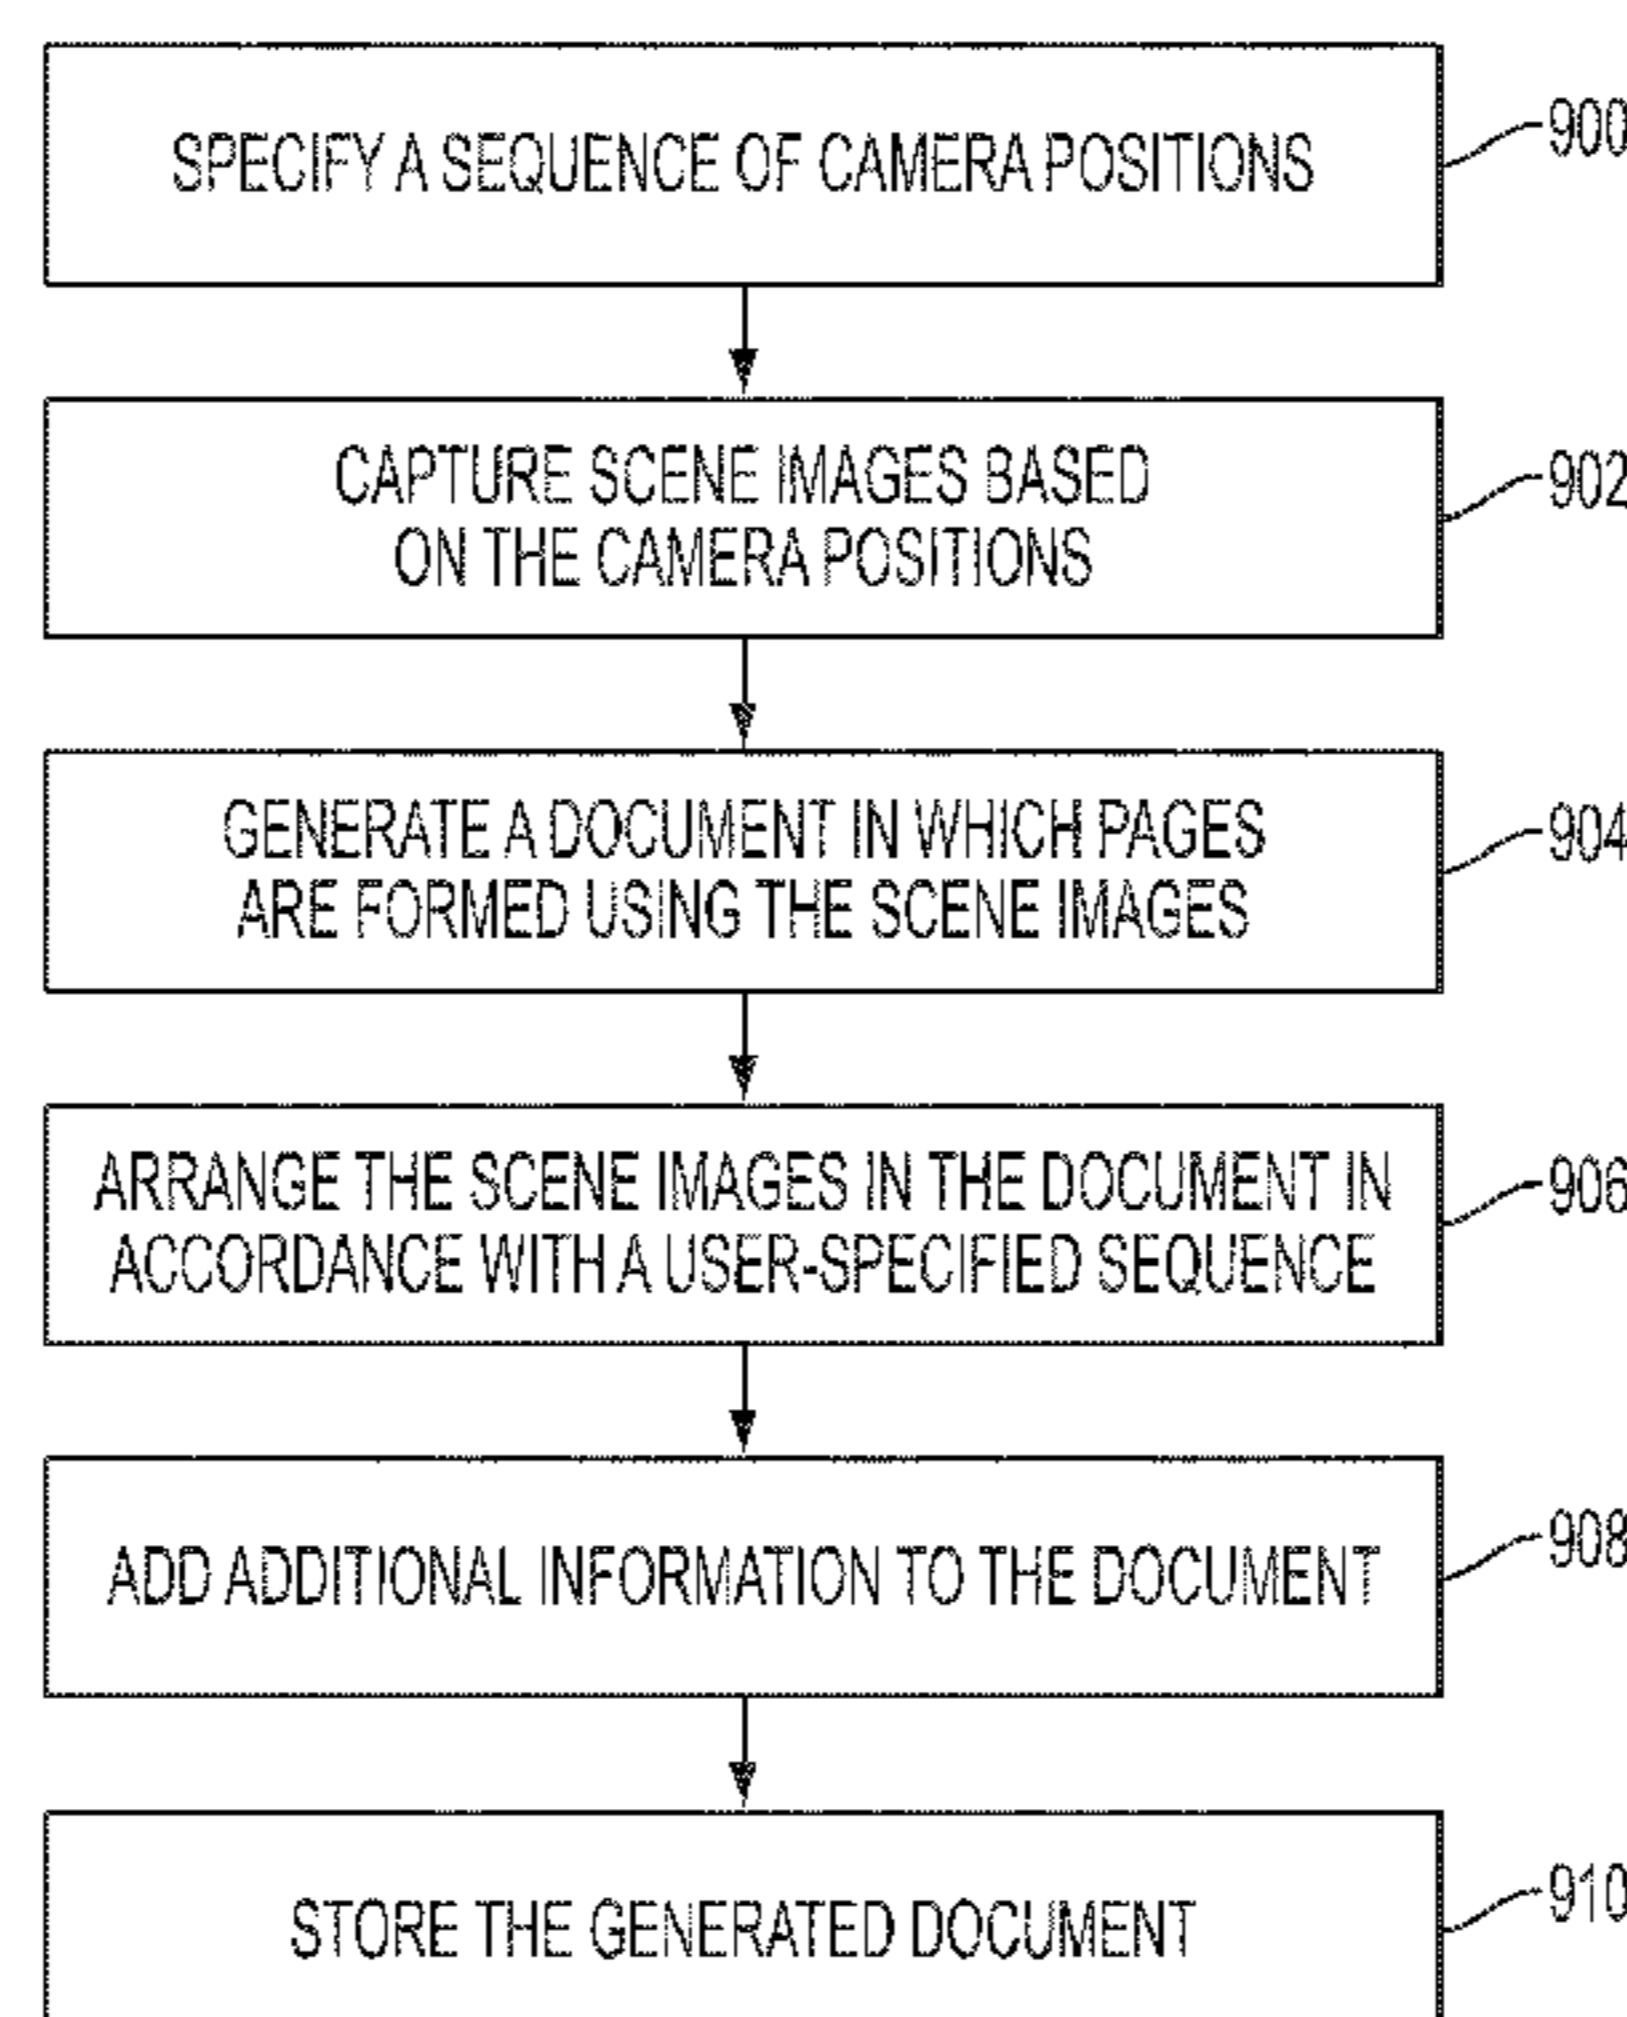 SPECIFY A SEQUENCE OF CAMERA POSITIONS
900
CAPTURE SCENE IMAGES BASED
ON THE CAMERA POSITIONS
902
GENERATE A DOCUMENT IN WHICH PAGES
ARE FORMED USING THE SCENE IMAGES
904
ARRANGE THE SCENE IMAGES IN THE DOCUMENT IN
ACCORDANCE WITH A USER-SPECIFIED SEQUENCE
906
ADD ADDITIONAL INFORMATION TO THE DOCUMENT
908
STORE THE GENERATED DOCUMENT
910